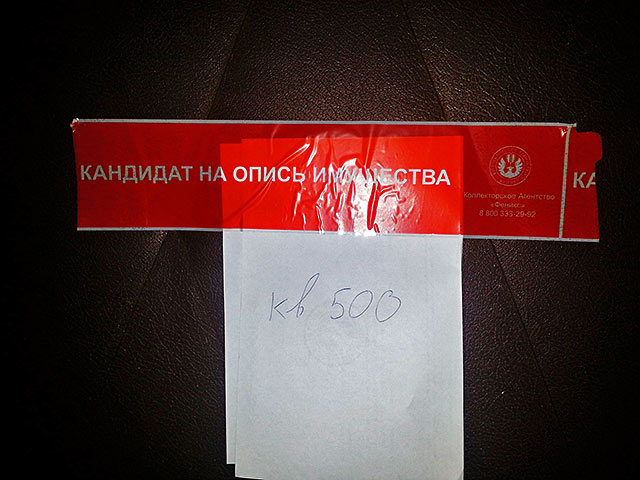 КАНДИДАТ НА ОПИСЬ ИМУЩЕСТВА
Коллекторское Агентство
«Феникс»
8 800 333-29-92
КА
кв 500